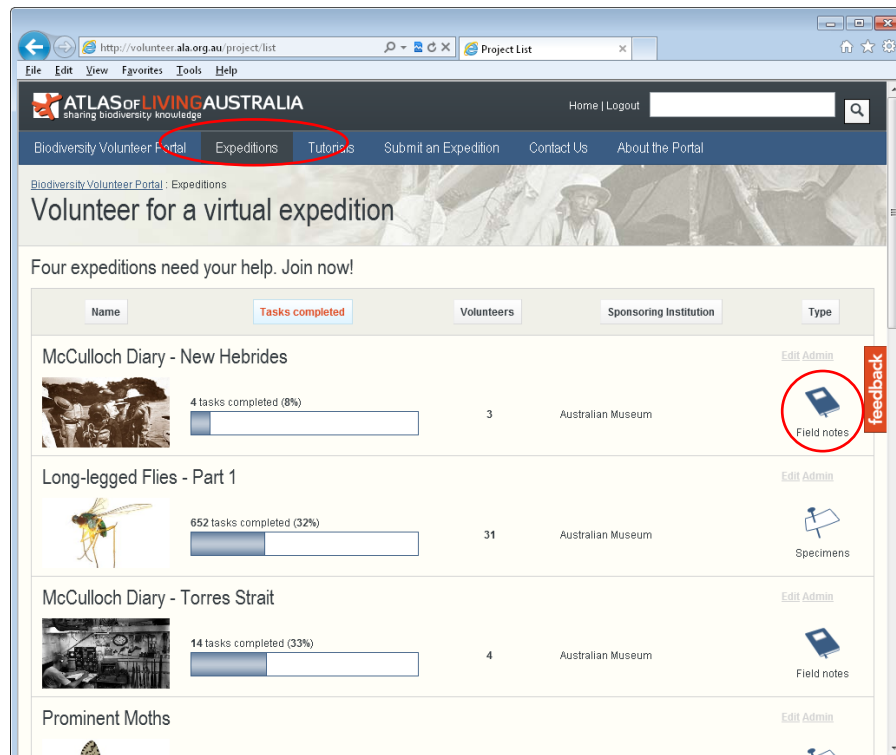 http://volunteer.ala.org.au/project/list
Project List
File Edit View Favorites Tools Help
ATLAS OF LIVING AUSTRALIA
sharing biodiversity knowledge
Home | Logout
Biodiversity Volunteer Portal Expeditions Tutorials Submit an Expedition Contact Us About the Portal
Biodiversity Volunteer Portal : Expeditions
Volunteer for a virtual expedition
Four expeditions need your help. Join now!
Name Tasks completed Volunteers Sponsoring Institution Type
McCulloch Diary - New Hebrides
Edit Admin
4 tasks completed (8%)
3
Australian Museum
Field notes
feedback
Long-legged Flies - Part 1
Edit Admin
652 tasks completed (32%)
31
Australian Museum
Specimens
McCulloch Diary - Torres Strait
Edit Admin
14 tasks completed (33%)
4
Australian Museum
Field notes
Prominent Moths
Edit Admin